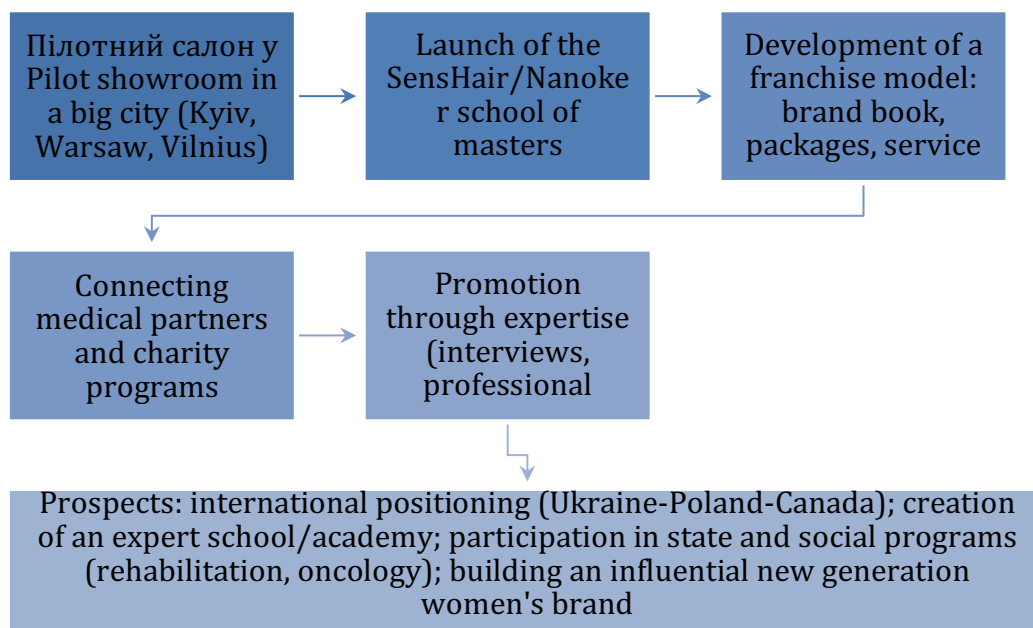 Пілотний салон у
Pilot showroom in
a big city (Kyiv,
Warsaw, Vilnius)
Launch of the
SensHair/Nanoke
r school of
masters
Development of a
franchise model:
brand book,
packages, service
Connecting
medical partners
and charity
programs
Promotion
through expertise
(interviews,
professional
Prospects: international positioning (Ukraine-Poland-Canada); creation
of an expert school/academy; participation in state and social programs
(rehabilitation, oncology); building an influential new generation
women's brand